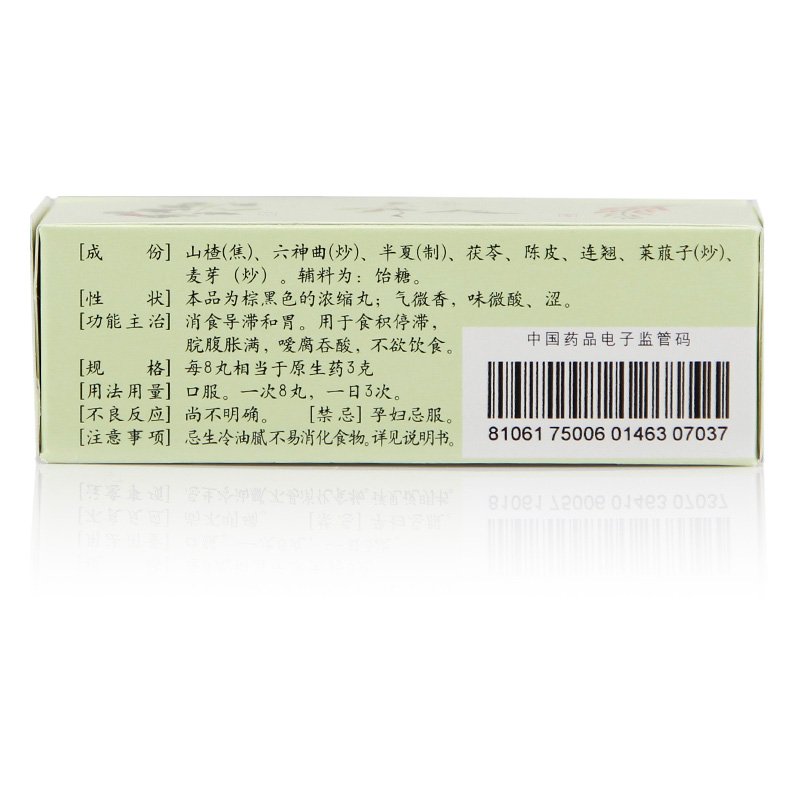 [成　份] 山楂(焦)、六神曲(炒)、半夏(制)、茯苓、陈皮、连翘、莱菔子(炒)、
麦芽（炒）。辅料为：饴糖。
[性　状] 本品为棕黑色的浓缩丸；气微香，味微酸、涩。
[功能主治] 消食导滞和胃。用于食积停滞，
脘腹胀满，嗳腐吞酸，不欲饮食。
[规　格] 每8丸相当于原生药3克
[用法用量] 口服。一次8丸，一日3次。
[不良反应] 尚不明确。 [禁忌] 孕妇忌服。
[注意事项] 忌生冷油腻不易消化食物。详见说明书。
中国药品电子监管码
81061 75006 01463 07037